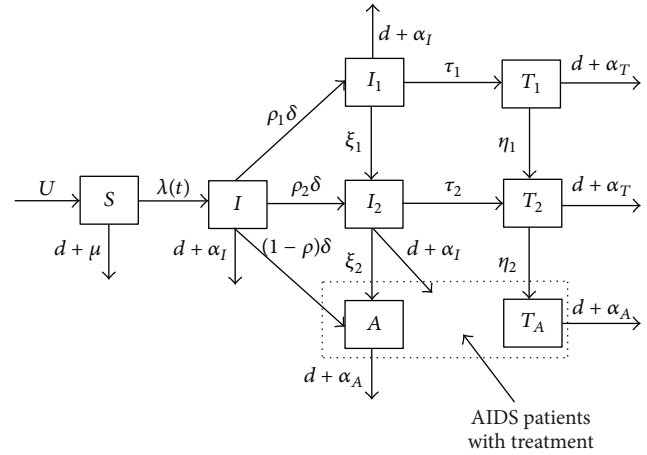 d + α_I
I_1
τ_1
T_1
d + α_T
ρ_1δ
ξ_1
η_1
U
S
λ(t)
I
ρ_2δ
I_2
τ_2
T_2
d + α_T
d + μ
d + α_I
(1 − ρ)δ
ξ_2
d + α_I
η_2
A
T_A
d + α_A
d + α_A
AIDS patients
with treatment